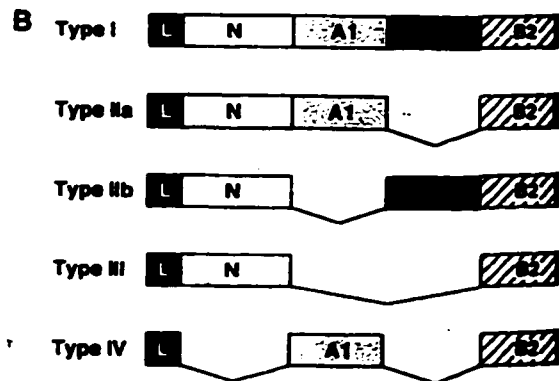 B
Type I L N A1 B2
Type IIa L N A1 B2
Type IIb L N B2
Type III L N B2
Type IV L A1 B2